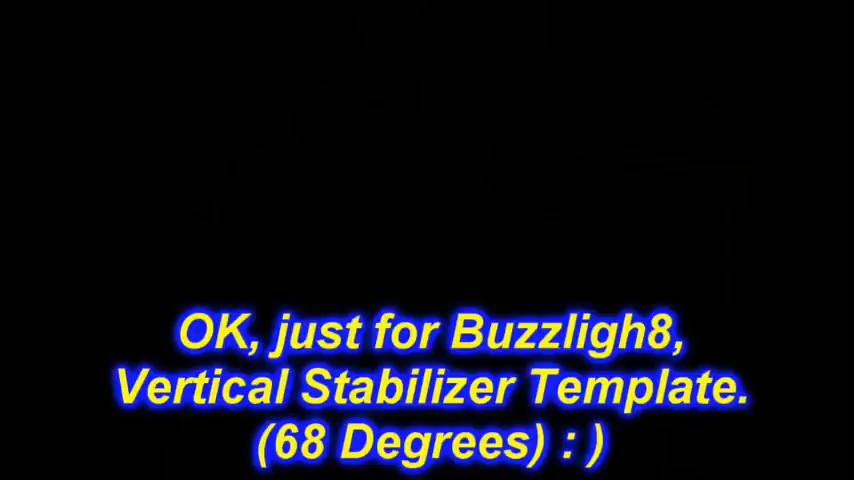 OK, just for Buzzligh8,
Vertical Stabilizer Template.
(68 Degrees) : )